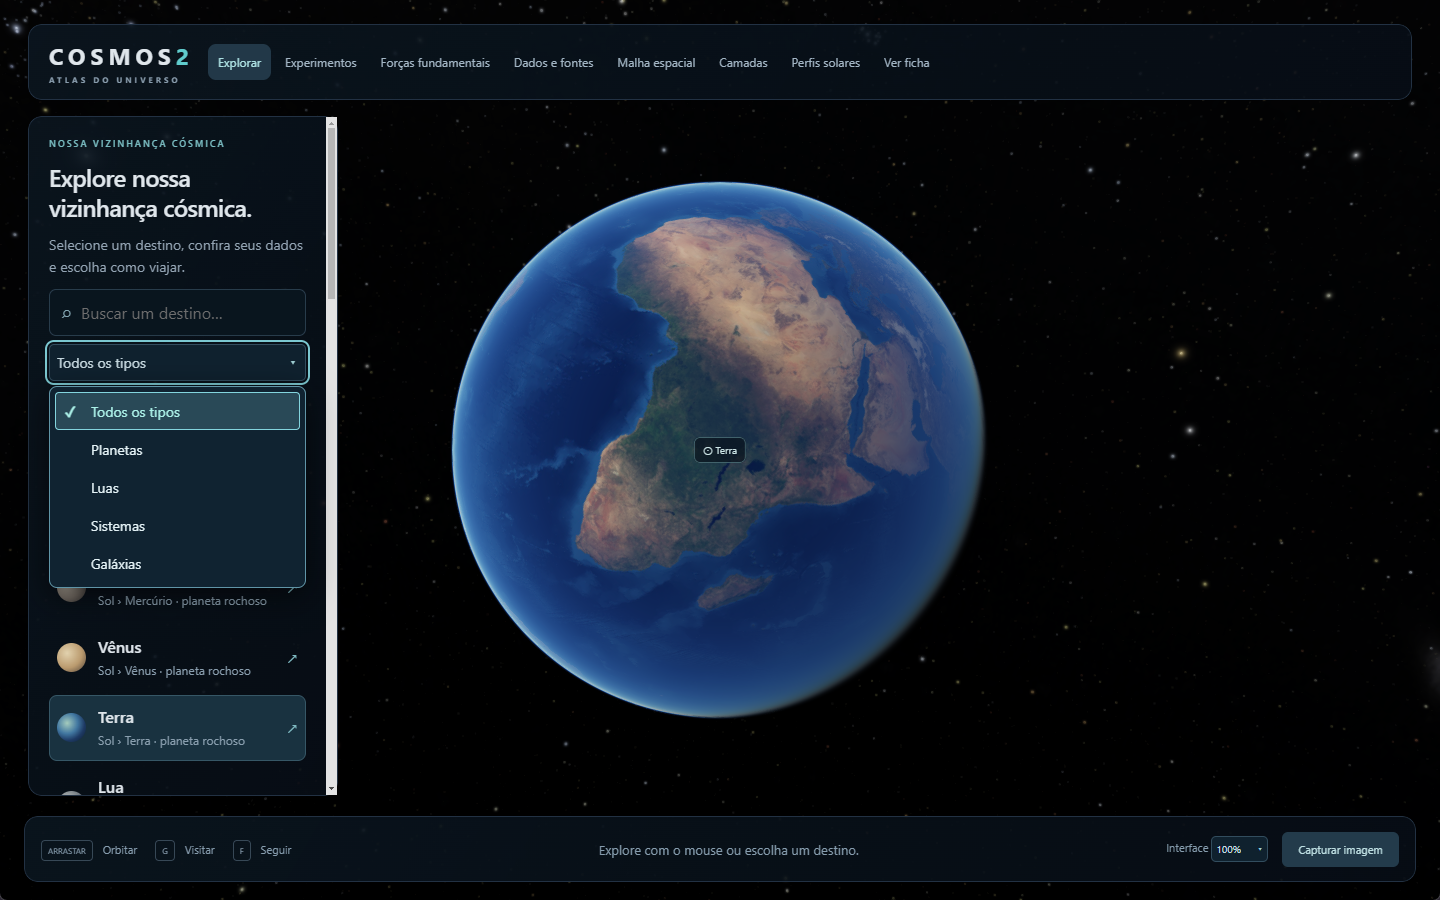 COSMOS2
ATLAS DO UNIVERSO
Explorar
Experimentos
Forças fundamentais
Dados e fontes
Malha espacial
Camadas
Perfis solares
Ver ficha
NOSSA VIZINHANÇA CÓSMICA
Explore nossa
vizinhança cósmica.
Selecione um destino, confira seus dados
e escolha como viajar.
Buscar um destino...
Todos os tipos
Todos os tipos
Planetas
Luas
Sistemas
Galáxias
Sol › Mercúrio · planeta rochoso
Vênus
Sol › Vênus · planeta rochoso
Terra
Sol › Terra · planeta rochoso
Lua
Terra
ARRASTAR Orbitar
G Visitar
F Seguir
Explore com o mouse ou escolha um destino.
Interface 100%
Capturar imagem